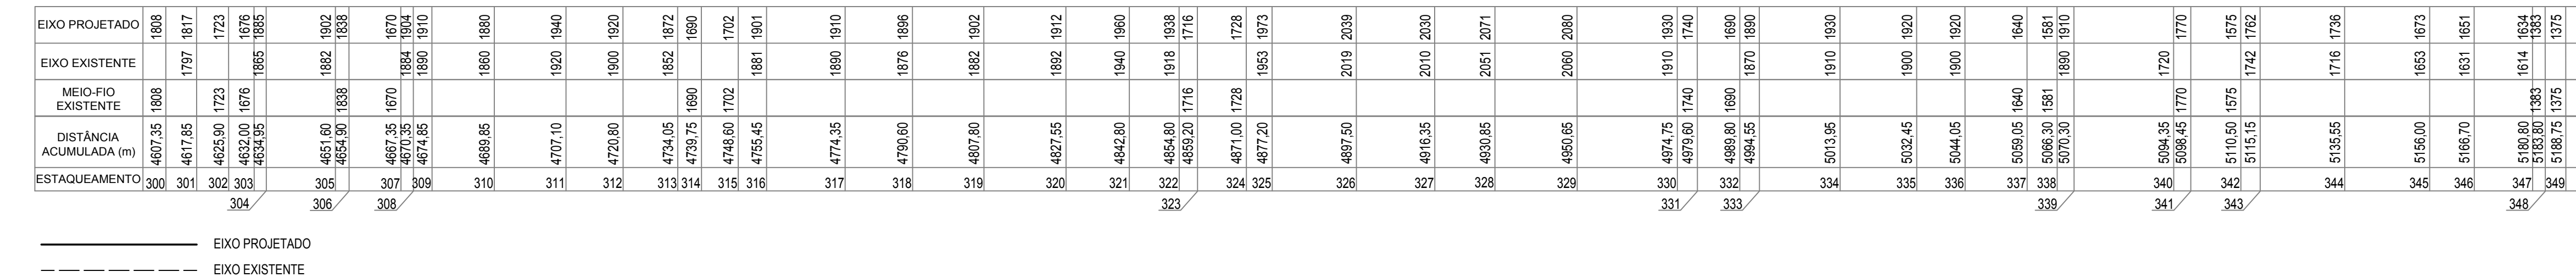 EIXO PROJETADO 1808 1817 1723 1676 1885 1902 1838 1670 1904 1910 1880 1940 1920 1872 1690 1702 1901 1910 1896 1902 1912 1960 1938 1716 1728 1973 2039 2030 2071 2080 1930 1740 1690 1890 1930 1920 1920 1640 1581 1910 1770 1575 1762 1736 1673 1651 1634 1383 1375
EIXO EXISTENTE 1797 1865 1882 1884 1890 1860 1920 1900 1852 1881 1890 1876 1882 1892 1940 1918 1953 2019 2010 2051 2060 1910 1870 1910 1900 1900 1890 1720 1742 1716 1653 1631 1614
MEIO-FIO
EXISTENTE 1808 1723 1676 1838 1670 1690 1702 1716 1728 1740 1690 1640 1581 1770 1575 1383 1375
DISTÂNCIA
ACUMULADA (m) 4607,35 4617,85 4625,90 4632,00 4634,95 4651,60 4654,90 4667,35 4670,35 4674,85 4689,85 4707,10 4720,80 4734,05 4739,75 4748,60 4755,45 4774,35 4790,60 4807,80 4827,55 4842,80 4854,80 4859,20 4871,00 4877,20 4897,50 4916,35 4930,85 4950,65 4974,75 4979,60 4989,80 4994,55 5013,95 5032,45 5044,05 5059,05 5066,30 5070,30 5094,35 5098,45 5110,50 5115,15 5135,55 5156,00 5166,70 5180,80 5183,80 5188,75
ESTAQUEAMENTO 300 301 302 303 305 307 309 310 311 312 313 314 315 316 317 318 319 320 321 322 324 325 326 327 328 329 330 332 334 335 336 337 338 340 342 344 345 346 347 349
304 306 308 323 331 333 339 341 343 348
EIXO PROJETADO
EIXO EXISTENTE